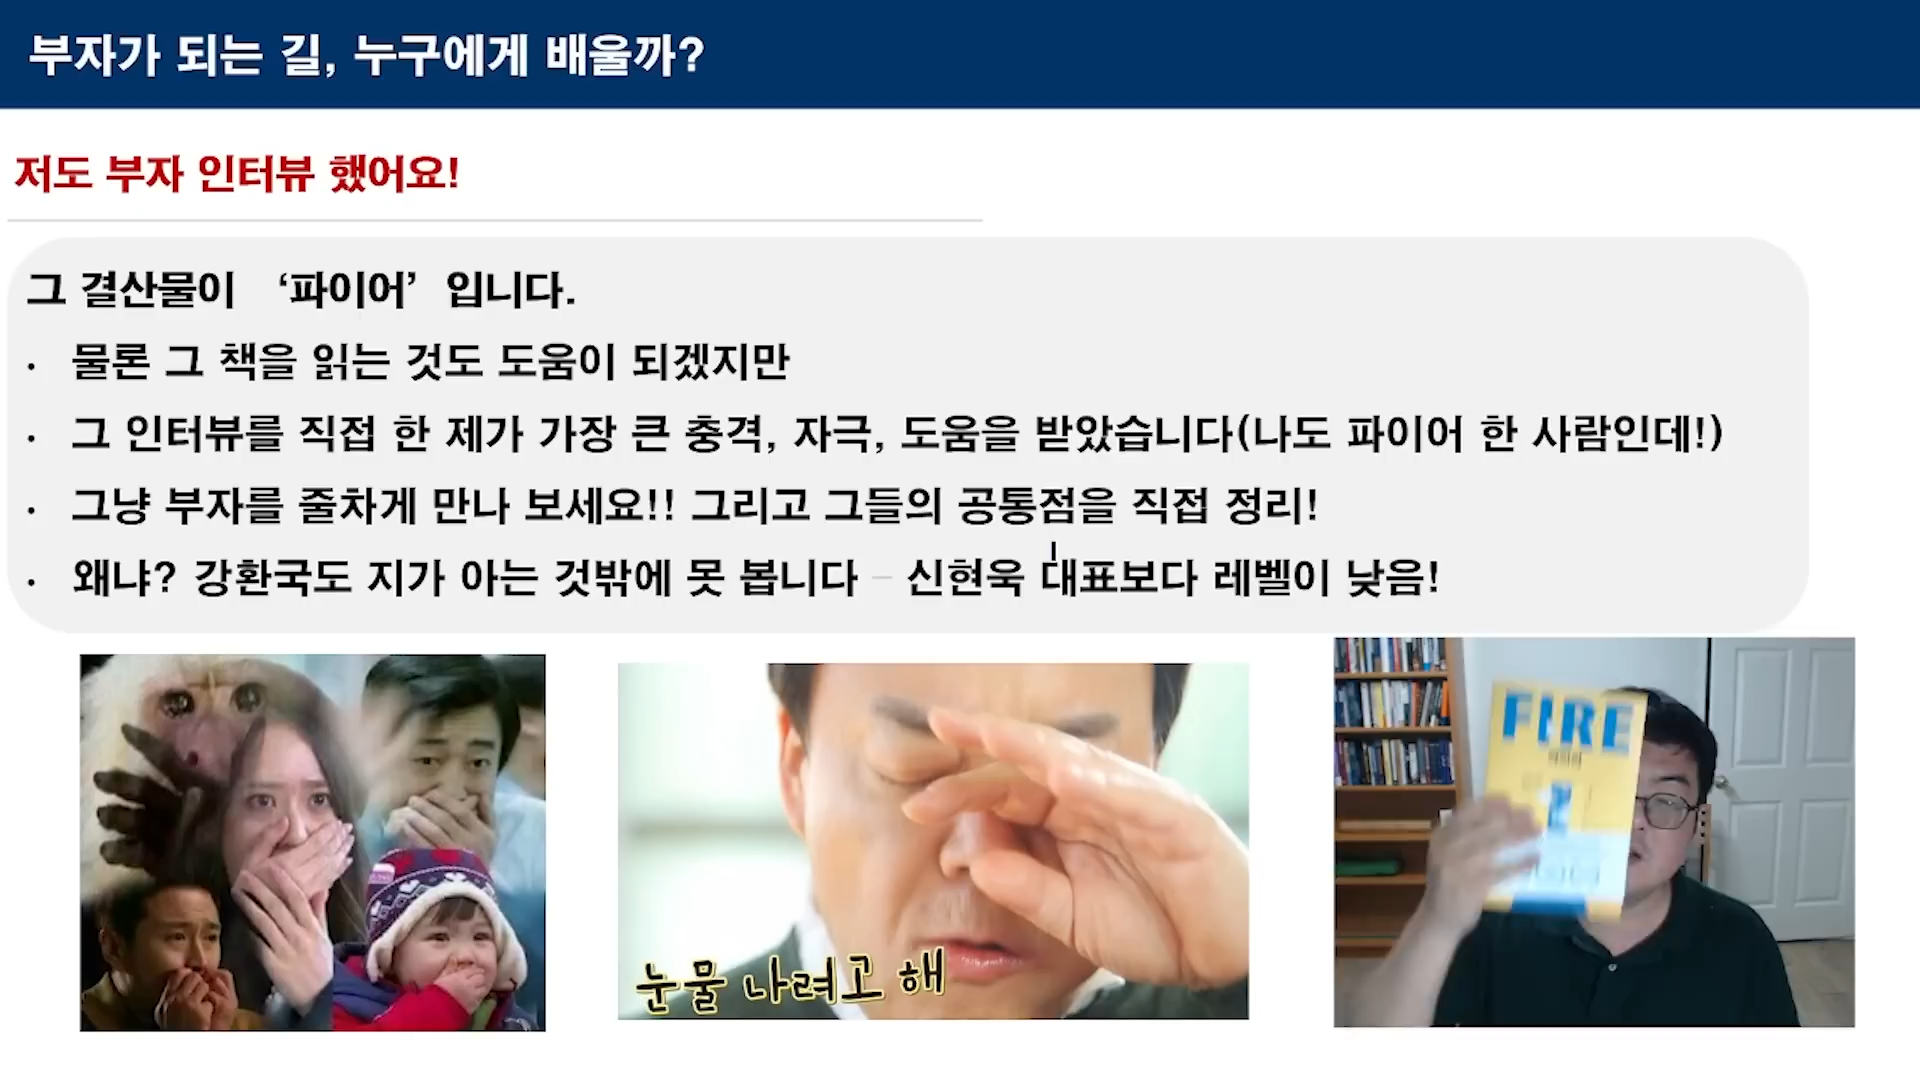 부자가 되는 길, 누구에게 배울까?
저도 부자 인터뷰 했어요!
그 결산물이 ‘파이어’ 입니다.
· 물론 그 책을 읽는 것도 도움이 되겠지만
· 그 인터뷰를 직접 한 제가 가장 큰 충격, 자극, 도움을 받았습니다(나도 파이어 한 사람인데!)
· 그냥 부자를 줄차게 만나 보세요!! 그리고 그들의 공통점을 직접 정리!
· 왜냐? 강환국도 지가 아는 것밖에 못 봅니다 – 신현욱 대표보다 레벨이 낮음!
눈물 나려고 해
FIRE